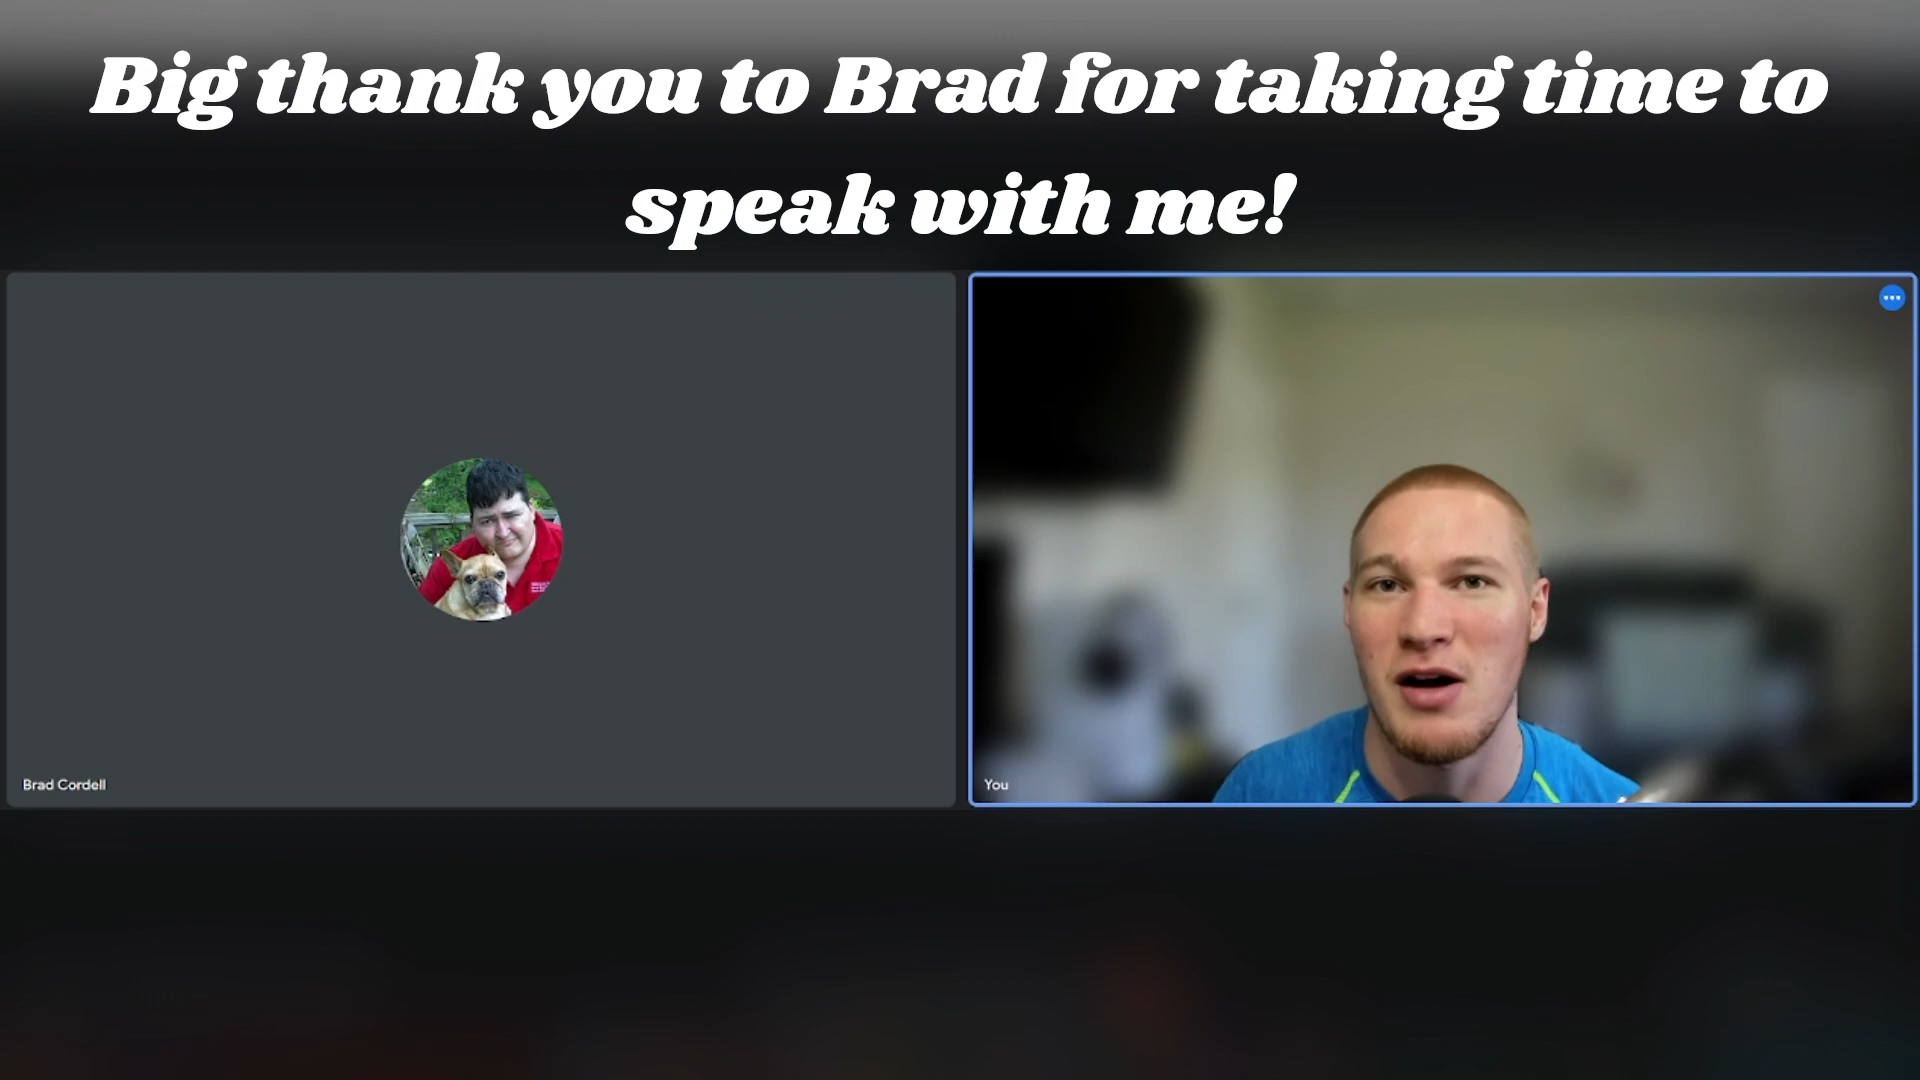 Big thank you to Brad for taking time to
speak with me!
Brad Cordell
You